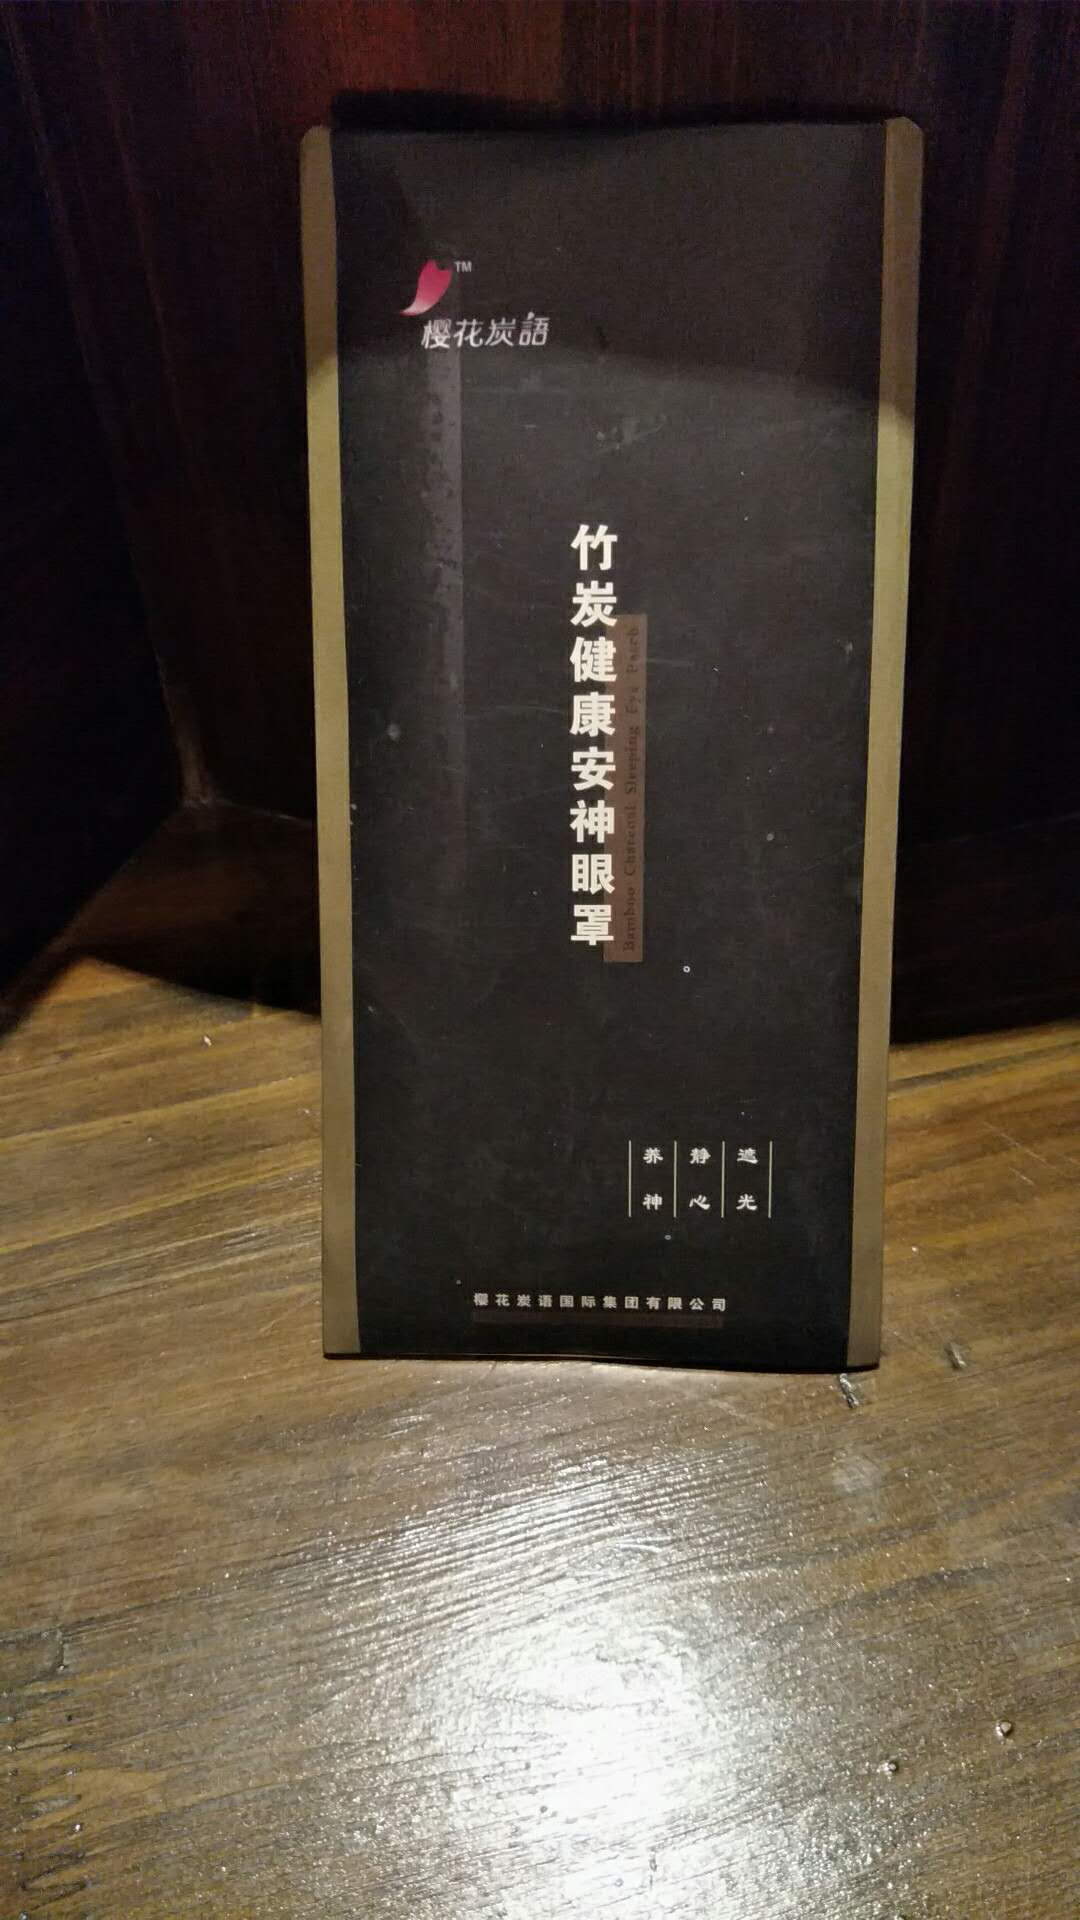 TM
樱花炭語
竹炭健康安神眼罩
Bamboo Charcoal Sleeping Eye
遮光
静心
养神
樱花炭语国际集团有限公司